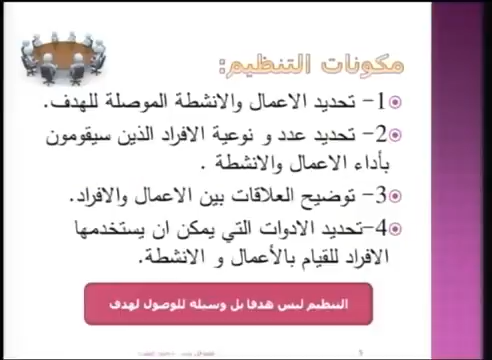 مكونات التنظيم:
1- تحديد الاعمال والانشطة الموصلة للهدف.
2- تحديد عدد و نوعية الافراد الذين سيقومون
بأداء الاعمال والانشطة .
3- توضيح العلاقات بين الاعمال والافراد.
4-تحديد الادوات التي يمكن ان يستخدمها
الافراد للقيام بالأعمال و الانشطة.
التنظيم ليس هدفا بل وسيلة للوصول لهدف